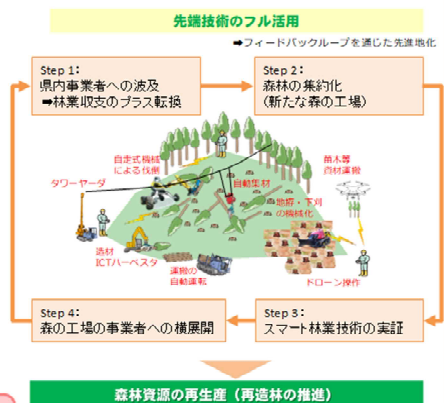 先端技術のフル活用
➡フィードバックループを通じた先進地化
Step 1：
県内事業者への波及
➡林業収支のプラス転換
Step 2：
森林の集約化
(新たな森の工場)
自走式機械
による伐倒
苗木等
資材運搬
タワーヤーダ
自動集材
地拵・下刈
の機械化
造材
ICTハーベスタ
運搬の
自動運転
ドローン操作
Step 4：
森の工場の事業者への横展開
Step 3：
スマート林業技術の実証
森林資源の再生産（再造林の推進）